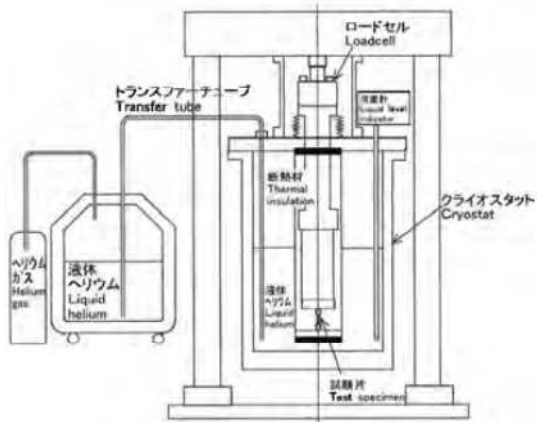 ロードセル
Loadcell
トランスファーチューブ
Transfer tube
液面計
Liquid level
indicator
断熱材
Thermal
insulation
クライオスタット
Cryostat
ヘリウム
ガス
Helium
gas
液体
ヘリウム
Liquid
helium
液体
ヘリウム
Liquid
helium
試験片
Test specimen